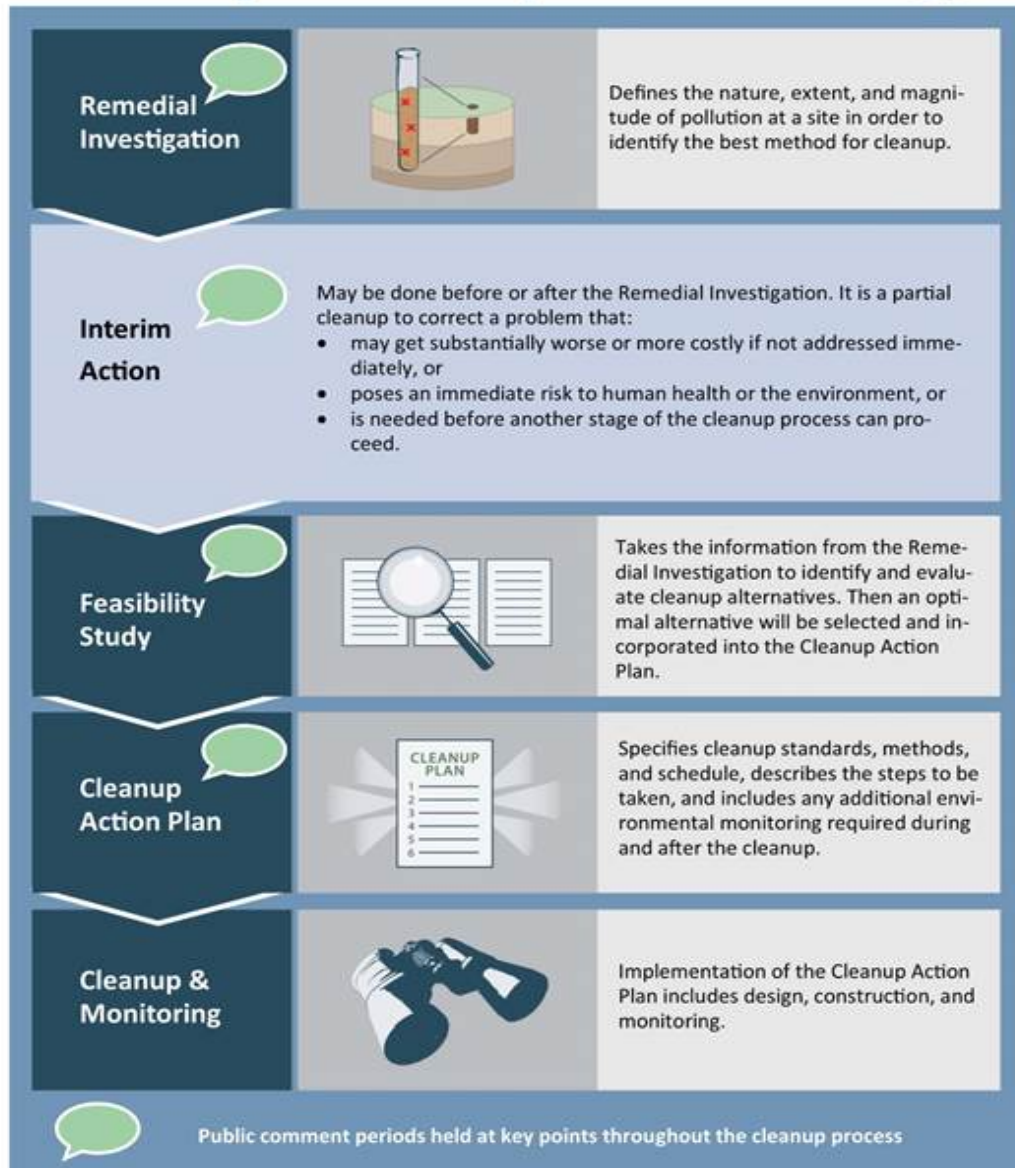 Remedial
Investigation
Defines the nature, extent, and magni-
tude of pollution at a site in order to
identify the best method for cleanup.
Interim
Action
May be done before or after the Remedial Investigation. It is a partial
cleanup to correct a problem that:
• may get substantially worse or more costly if not addressed imme-
diately, or
• poses an immediate risk to human health or the environment, or
• is needed before another stage of the cleanup process can pro-
ceed.
Feasibility
Study
Takes the information from the Reme-
dial Investigation to identify and evalu-
ate cleanup alternatives. Then an opti-
mal alternative will be selected and in-
corporated into the Cleanup Action
Plan.
Cleanup
Action Plan
CLEANUP
PLAN
1
2
3
4
5
6
Specifies cleanup standards, methods,
and schedule, describes the steps to be
taken, and includes any additional envi-
ronmental monitoring required during
and after the cleanup.
Cleanup &
Monitoring
Implementation of the Cleanup Action
Plan includes design, construction, and
monitoring.
Public comment periods held at key points throughout the cleanup process